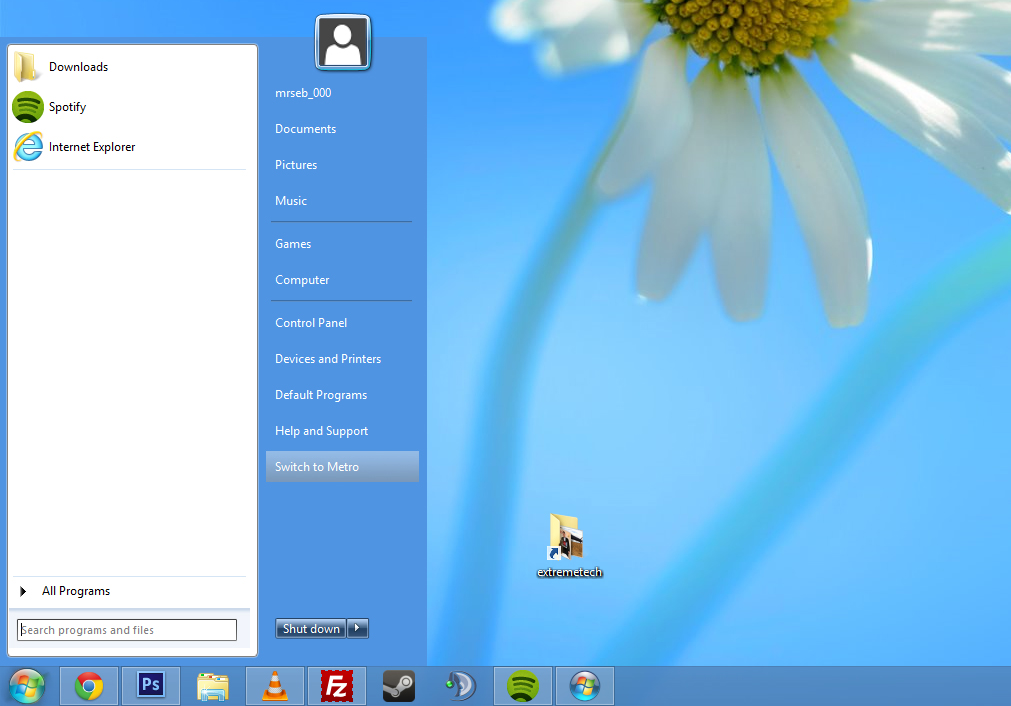 Downloads
Spotify
Internet Explorer
All Programs
Search programs and files
mrseb_000
Documents
Pictures
Music
Games
Computer
Control Panel
Devices and Printers
Default Programs
Help and Support
Switch to Metro
Shut down
extremetech
Ps
Fz